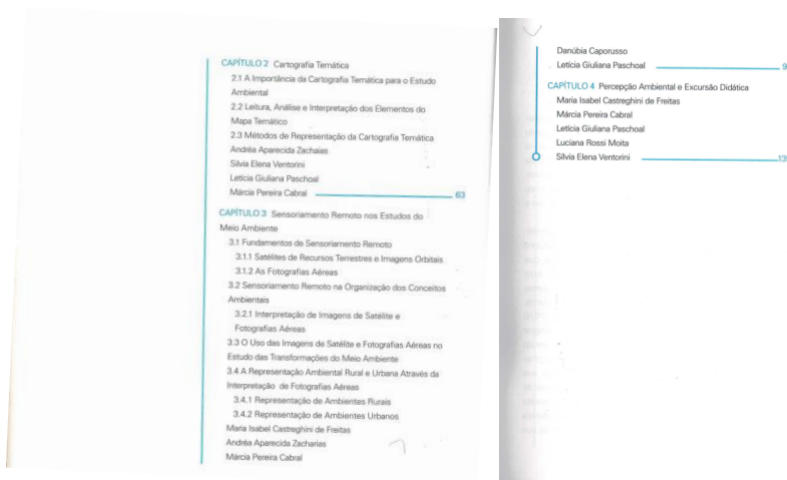 CAPÍTULO 2 Cartografia Temática
2.1 A Importância da Cartografia Temática para o Estudo
Ambiental
2.2 Leitura, Análise e Interpretação dos Elementos do
Mapa Temático
2.3 Métodos de Representação da Cartografia Temática
Andréa Aparecida Zacharias
Silvia Elena Ventorini
Letícia Giuliana Paschoal
Márcia Pereira Cabral 63
CAPÍTULO 3 Sensoriamento Remoto nos Estudos do
Meio Ambiente
3.1 Fundamentos de Sensoriamento Remoto
3.1.1 Satélites de Recursos Terrestres e Imagens Orbitais
3.1.2 As Fotografias Aéreas
3.2 Sensoriamento Remoto na Organização dos Conceitos
Ambientais
3.2.1 Interpretação de Imagens de Satélite e
Fotografias Aéreas
3.3 O Uso das Imagens de Satélite e Fotografias Aéreas no
Estudo das Transformações do Meio Ambiente
3.4 A Representação Ambiental Rural e Urbana Através da
Interpretação de Fotografias Aéreas
3.4.1 Representação de Ambientes Rurais
3.4.2 Representação de Ambientes Urbanos
Maria Isabel Castreghini de Freitas
Andréa Aparecida Zacharias
Márcia Pereira Cabral
Danúbia Caporusso
Letícia Giuliana Paschoal 9
CAPÍTULO 4 Percepção Ambiental e Excursão Didática
Maria Isabel Castreghini de Freitas
Márcia Pereira Cabral
Letícia Giuliana Paschoal
Luciana Rossi Moita
Silvia Elena Ventorini 13